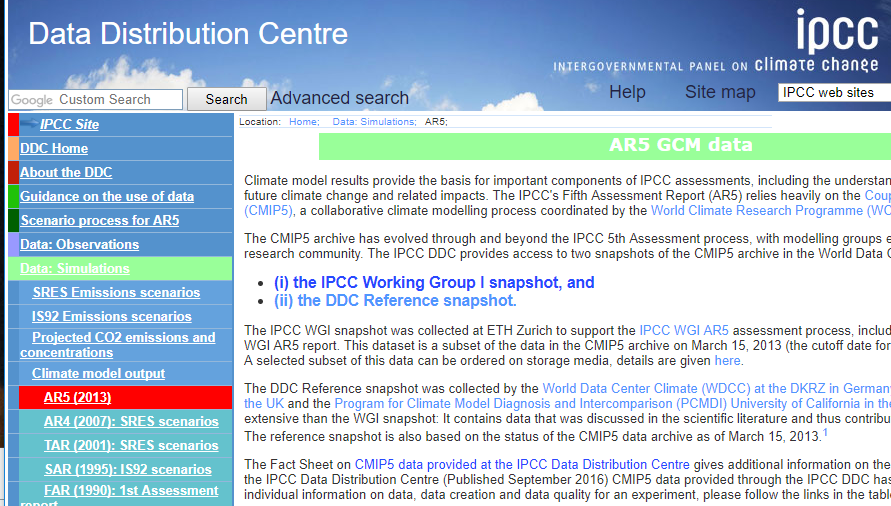 Data Distribution Centre
ipcc
INTERGOVERNMENTAL PANEL ON climate change
Google Custom Search
Search
Advanced search
Help
Site map
IPCC web sites
IPCC Site
DDC Home
About the DDC
Guidance on the use of data
Scenario process for AR5
Data: Observations
Data: Simulations
SRES Emissions scenarios
IS92 Emissions scenarios
Projected CO2 emissions and
concentrations
Climate model output
AR5 (2013)
AR4 (2007): SRES scenarios
TAR (2001): SRES scenarios
SAR (1995): IS92 scenarios
FAR (1990): 1st Assessment
report
Location: Home; Data: Simulations; AR5;
AR5 GCM data
Climate model results provide the basis for important components of IPCC assessments, including the understan
future climate change and related impacts. The IPCC's Fifth Assessment Report (AR5) relies heavily on the Coup
(CMIP5), a collaborative climate modelling process coordinated by the World Climate Research Programme (WC
The CMIP5 archive has evolved through and beyond the IPCC 5th Assessment process, with modelling groups e
research community. The IPCC DDC provides access to two snapshots of the CMIP5 archive in the World Data C
• (i) the IPCC Working Group I snapshot, and
• (ii) the DDC Reference snapshot.
The IPCC WGI snapshot was collected at ETH Zurich to support the IPCC WGI AR5 assessment process, includ
WGI AR5 report. This dataset is a subset of the data in the CMIP5 archive on March 15, 2013 (the cutoff date for
A selected subset of this data can be ordered on storage media, details are given here.
The DDC Reference snapshot was collected by the World Data Center Climate (WDCC) at the DKRZ in Germany
the UK and the Program for Climate Model Diagnosis and Intercomparison (PCMDI) University of California in the
extensive than the WGI snapshot: It contains data that was discussed in the scientific literature and thus contribu
The reference snapshot is also based on the status of the CMIP5 data archive as of March 15, 2013.1
The Fact Sheet on CMIP5 data provided at the IPCC Data Distribution Centre gives additional information on the
the IPCC Data Distribution Centre (Published September 2016) CMIP5 data provided through the IPCC DDC has
individual information on data, data creation and data quality for an experiment, please follow the links in the table